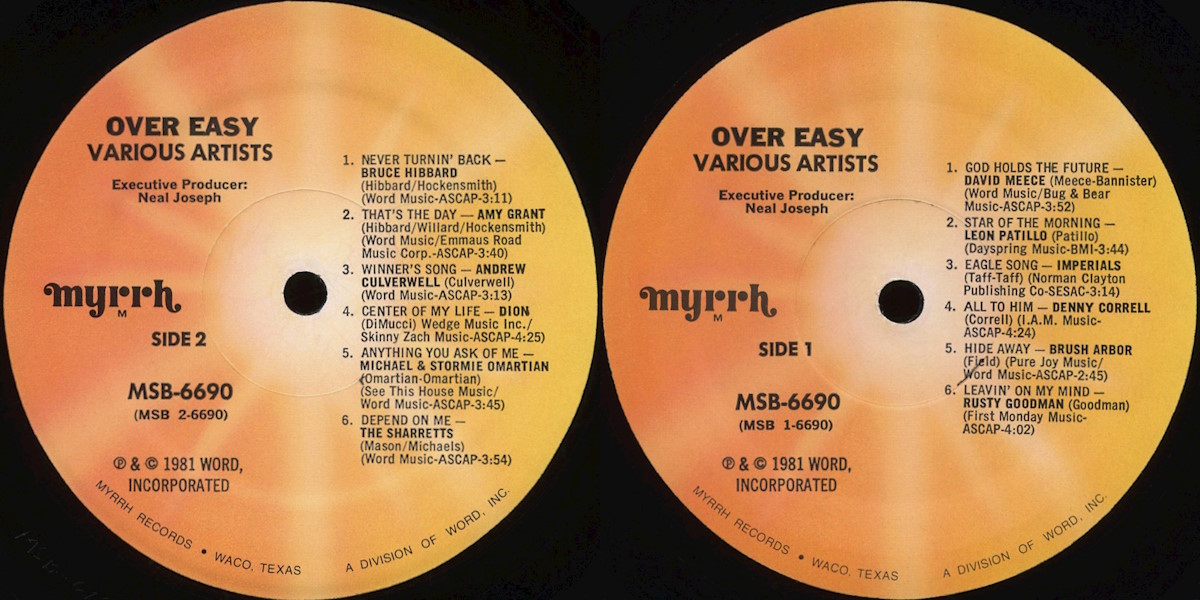 OVER EASY
VARIOUS ARTISTS
Executive Producer:
Neal Joseph
myrrh
M
SIDE 2
MSB-6690
(MSB 2-6690)
℗ & © 1981 WORD,
INCORPORATED
1. NEVER TURNIN' BACK —
BRUCE HIBBARD
(Hibbard/Hockensmith)
(Word Music-ASCAP-3:11)
2. THAT'S THE DAY — AMY GRANT
(Hibbard/Willard/Hockensmith)
(Word Music/Emmaus Road
Music Corp.-ASCAP-3:40)
3. WINNER'S SONG — ANDREW
CULVERWELL (Culverwell)
(Word Music-ASCAP-3:13)
4. CENTER OF MY LIFE — DION
(DiMucci) Wedge Music Inc./
Skinny Zach Music-ASCAP-4:25)
5. ANYTHING YOU ASK OF ME —
MICHAEL & STORMIE OMARTIAN
(Omartian-Omartian)
(See This House Music/
Word Music-ASCAP-3:45)
6. DEPEND ON ME —
THE SHARRETTS
(Mason/Michaels)
(Word Music-ASCAP-3:54)
MYRRH RECORDS • WACO, TEXAS A DIVISION OF WORD, INC.
OVER EASY
VARIOUS ARTISTS
Executive Producer:
Neal Joseph
myrrh
M
SIDE 1
MSB-6690
(MSB 1-6690)
℗ & © 1981 WORD,
INCORPORATED
1. GOD HOLDS THE FUTURE —
DAVID MEECE (Meece-Bannister)
(Word Music/Bug & Bear
Music-ASCAP-3:52)
2. STAR OF THE MORNING —
LEON PATILLO (Patillo)
(Dayspring Music-BMI-3:44)
3. EAGLE SONG — IMPERIALS
(Taff-Taff) (Norman Clayton
Publishing Co-SESAC-3:14)
4. ALL TO HIM — DENNY CORRELL
(Correll) (I.A.M. Music-
ASCAP-4:24)
5. HIDE AWAY — BRUSH ARBOR
(Field) (Pure Joy Music/
Word Music-ASCAP-2:45)
6. LEAVIN' ON MY MIND —
RUSTY GOODMAN (Goodman)
(First Monday Music-
ASCAP-4:02)
MYRRH RECORDS • WACO, TEXAS A DIVISION OF WORD, INC.